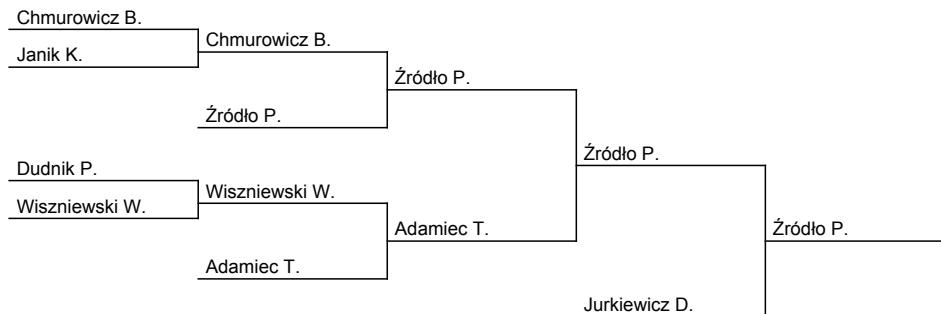 Chmurowicz B.
Janik K.
Chmurowicz B.
Źródło P.
Źródło P.
Dudnik P.
Wiszniewski W.
Wiszniewski W.
Adamiec T.
Adamiec T.
Źródło P.
Jurkiewicz D.
Źródło P.